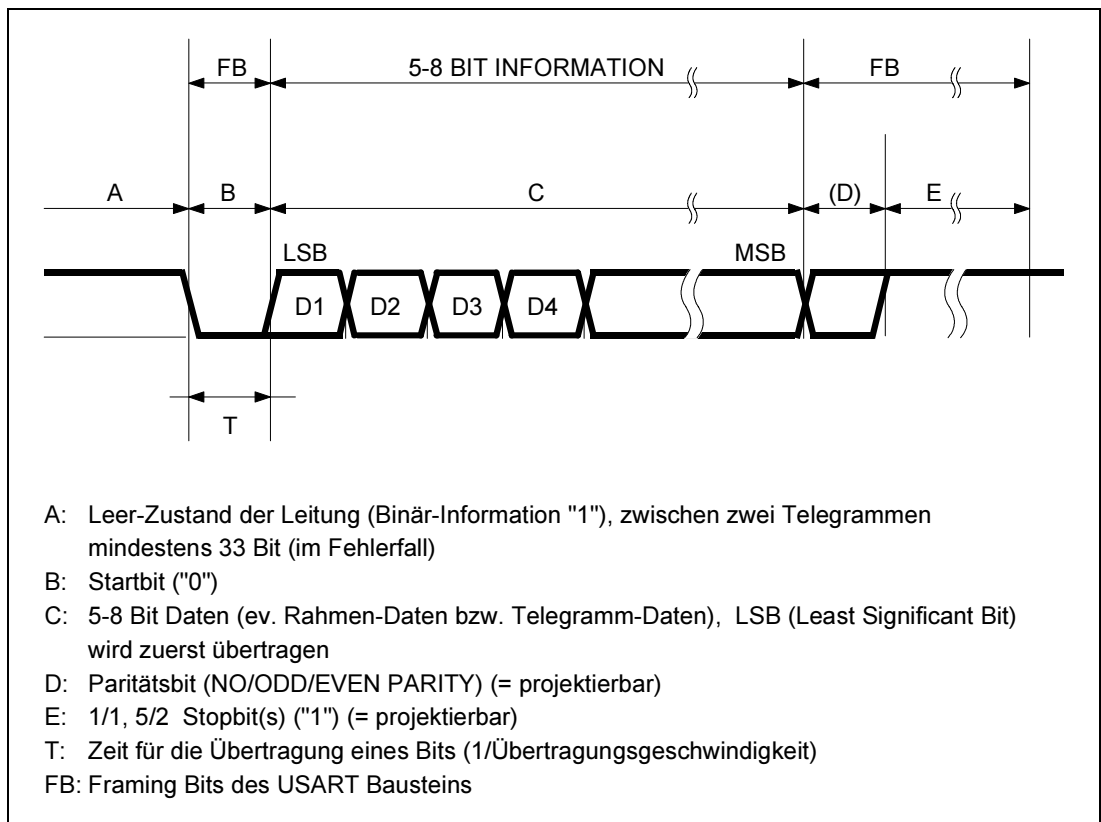 FB 5-8 BIT INFORMATION FB
A B C (D) E
LSB MSB
D1 D2 D3 D4
T
A: Leer-Zustand der Leitung (Binär-Information "1"), zwischen zwei Telegrammen
mindestens 33 Bit (im Fehlerfall)
B: Startbit ("0")
C: 5-8 Bit Daten (ev. Rahmen-Daten bzw. Telegramm-Daten), LSB (Least Significant Bit)
wird zuerst übertragen
D: Paritätsbit (NO/ODD/EVEN PARITY) (= projektierbar)
E: 1/1, 5/2 Stopbit(s) ("1") (= projektierbar)
T: Zeit für die Übertragung eines Bits (1/Übertragungsgeschwindigkeit)
FB: Framing Bits des USART Bausteins